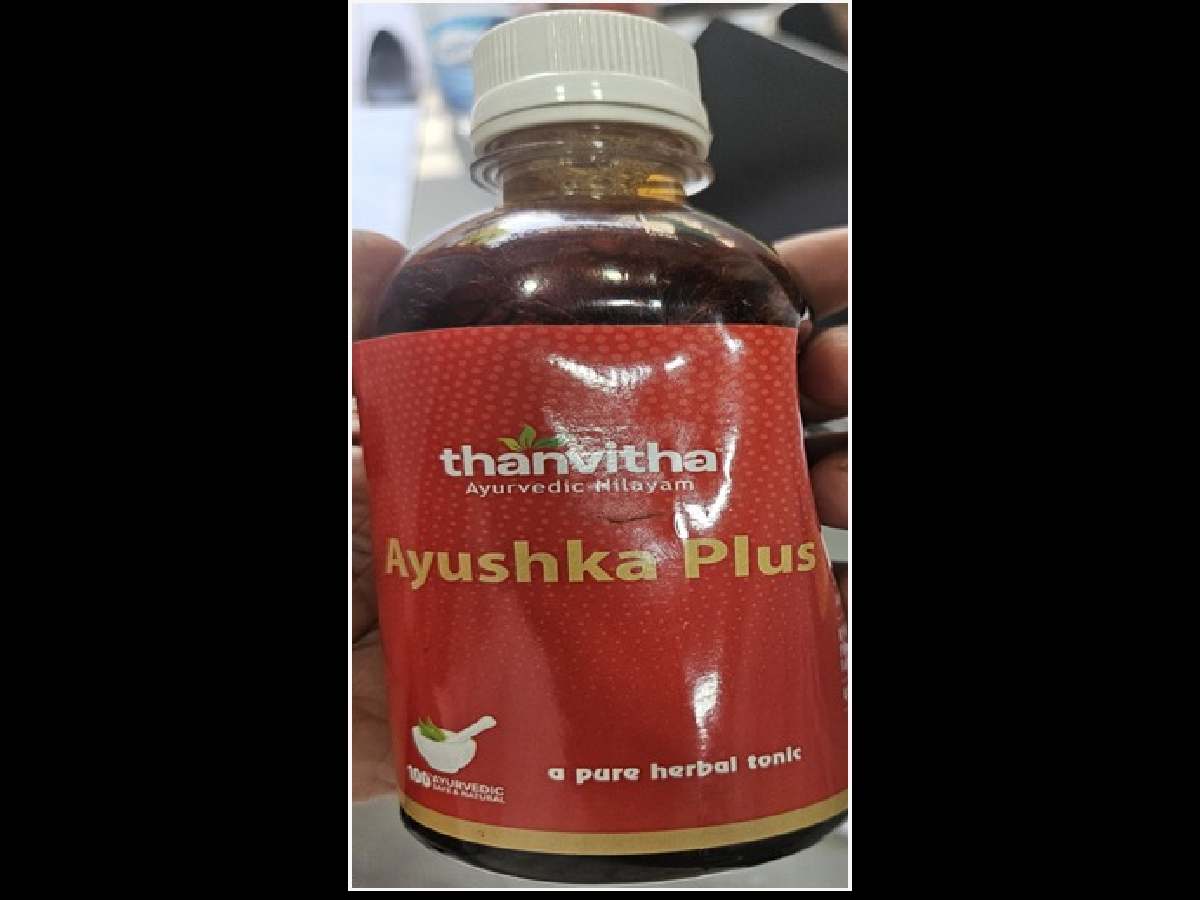 thanvitha
Ayurvedic Nilayam
Ayushka Plus
100
AYURVEDIC
SAFE & NATURAL
a pure herbal tonic